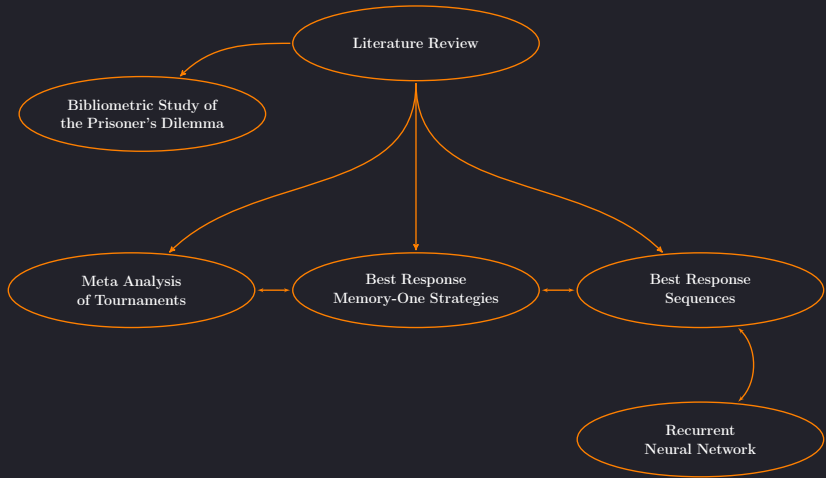 Literature Review
Bibliometric Study of
the Prisoner's Dilemma
Meta Analysis
of Tournaments
Best Response
Memory-One Strategies
Best Response
Sequences
Recurrent
Neural Network